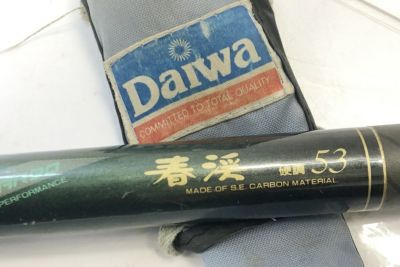 Daiwa
COMMITTED TO TOTAL QUALITY
春渓 硬調 53
PERFORMANCE
MADE OF S.E. CARBON MATERIAL